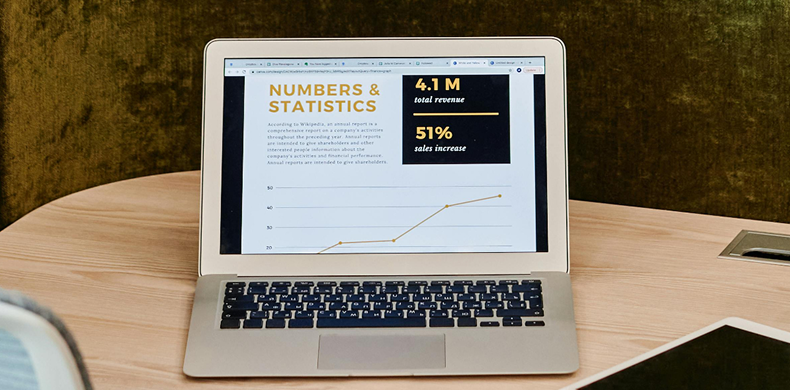 NUMBERS &
STATISTICS
According to Wikipedia, an annual report is a
comprehensive report on a company's activities
throughout the preceding year. Annual reports
are intended to give shareholders and other
interested people information about the
company's activities and financial performance.
Annual reports are intended to give shareholders.
4.1 M
total revenue
51%
sales increase
50
40
30
20